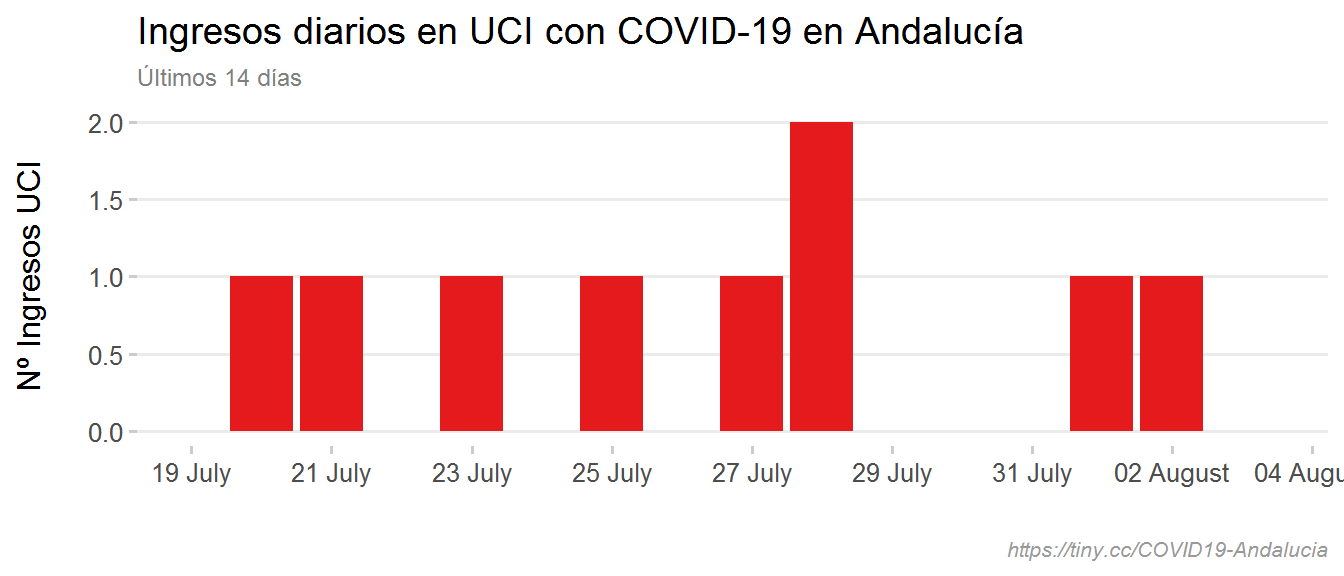 Ingresos diarios en UCI con COVID-19 en Andalucía
Últimos 14 días
Nº Ingresos UCI
2.0
1.5
1.0
0.5
0.0
19 July 21 July 23 July 25 July 27 July 29 July 31 July 02 August 04 Augu
https://tiny.cc/COVID19-Andalucia